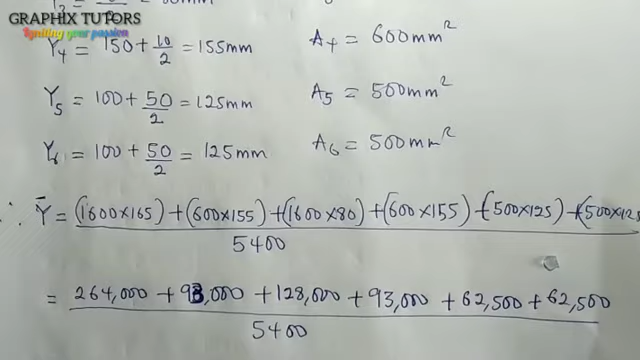 GRAPHIX TUTORS
Igniting your passion
Y₄ = 150 + 10/2 = 155mm
A₄ = 600mm²
Y₅ = 100 + 50/2 = 125mm
A₅ = 500mm²
Y₆ = 100 + 50/2 = 125mm
A₆ = 500mm²
∴ Ȳ = (1600×165) + (600×155) + (1600×80) + (600×155) + (500×125) + (500×125
5400
= 264,000 + 93,000 + 128,000 + 93,000 + 62,500 + 62,500
5400